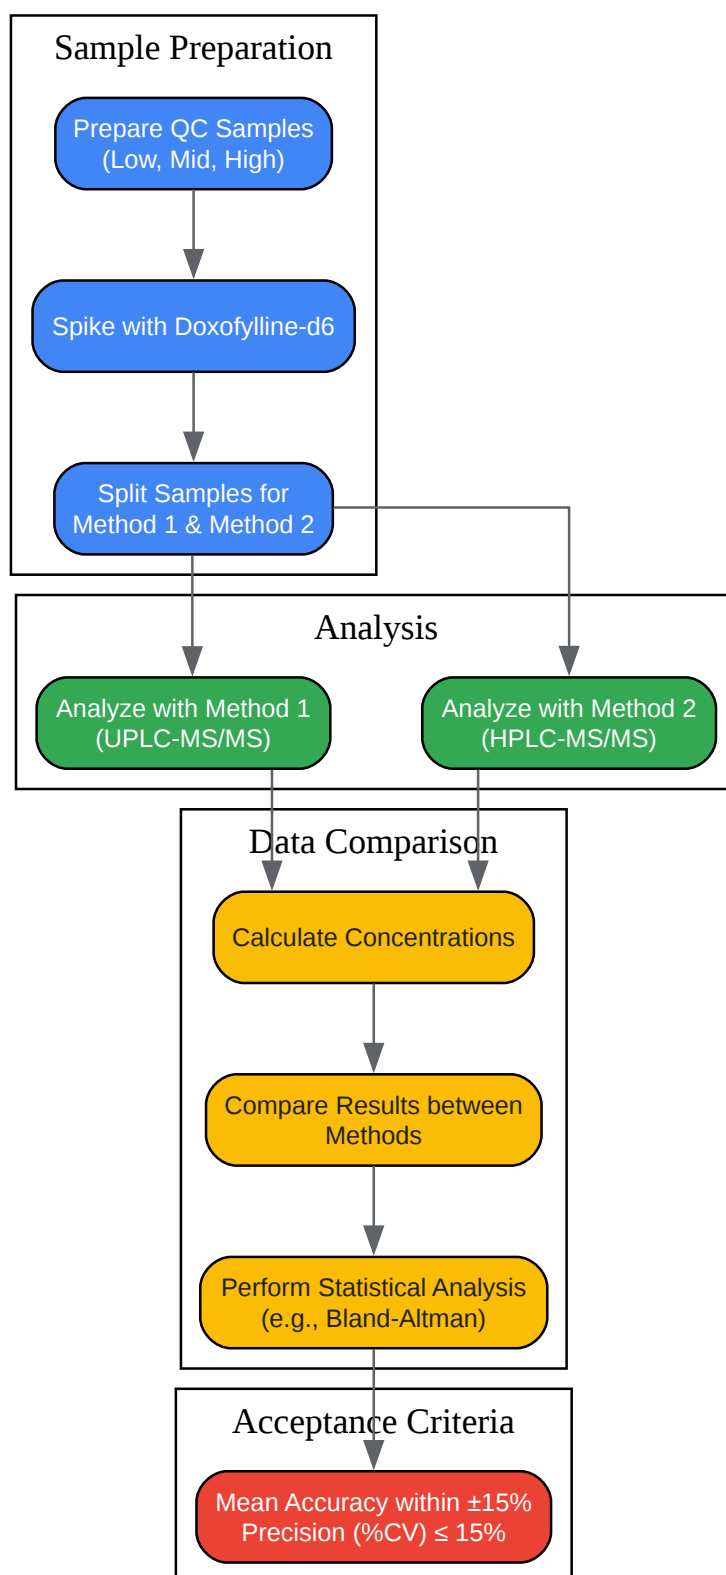 Sample Preparation
Prepare QC Samples
(Low, Mid, High)
Spike with Doxofylline-d6
Split Samples for
Method 1 & Method 2
Analysis
Analyze with Method 1
(UPLC-MS/MS)
Analyze with Method 2
(HPLC-MS/MS)
Data Comparison
Calculate Concentrations
Compare Results between
Methods
Perform Statistical Analysis
(e.g., Bland-Altman)
Acceptance Criteria
Mean Accuracy within ±15%
Precision (%CV) ≤ 15%